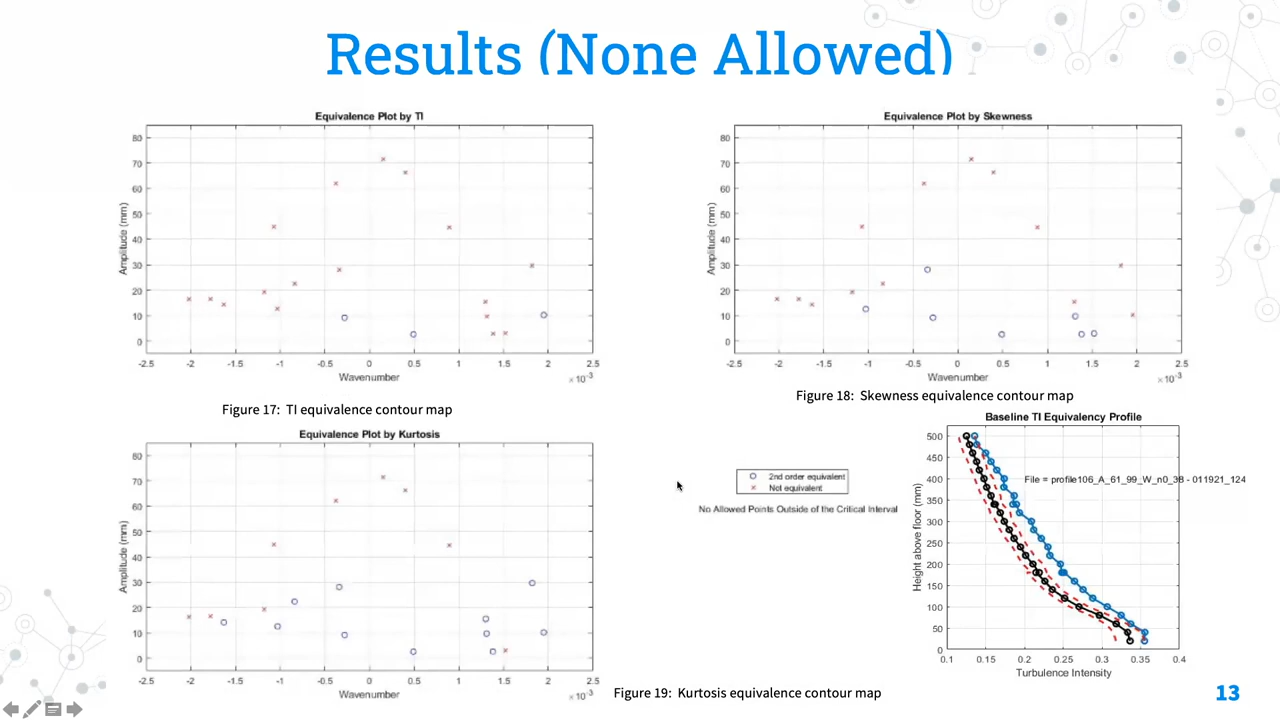 Results (None Allowed)
Equivalence Plot by TI
80
70
60
50
40
30
20
10
0
Amplitude (mm)
-2.5 -2 -1.5 -1 -0.5 0 0.5 1 1.5 2 2.5
Wavenumber
×10⁻³
Figure 17: TI equivalence contour map
Equivalence Plot by Skewness
80
70
60
50
40
30
20
10
0
Amplitude (mm)
-2.5 -2 -1.5 -1 -0.5 0 0.5 1 1.5 2 2.5
Wavenumber
×10⁻³
Figure 18: Skewness equivalence contour map
Equivalence Plot by Kurtosis
80
70
60
50
40
30
20
10
0
Amplitude (mm)
-2.5 -2 -1.5 -1 -0.5 0 0.5 1 1.5 2 2.5
Wavenumber
×10⁻³
2nd order equivalent
Not equivalent
No Allowed Points Outside of the Critical Interval
Baseline TI Equivalency Profile
500
450
400
350
300
250
200
150
100
50
0
Height above floor (mm)
File = profile106_A_61_99_W_n0_38 - 011921_124
0.1 0.15 0.2 0.25 0.3 0.35 0.4
Turbulence Intensity
Figure 19: Kurtosis equivalence contour map
13